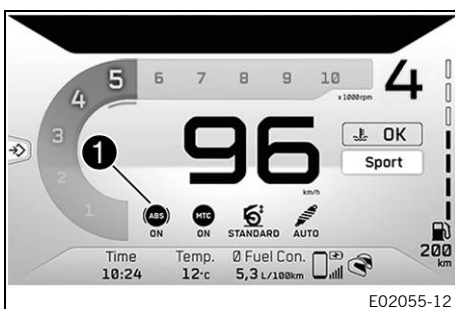 1 2 3 4 5 6 7 8 9 10
x1000rpm
4
96
km/h
OK
Sport
1
ABS MTC
ON ON STANDARD AUTO
200
km
Time Temp. Ø Fuel Con.
10:24 12°C 5,3 L/100km
E02055-12